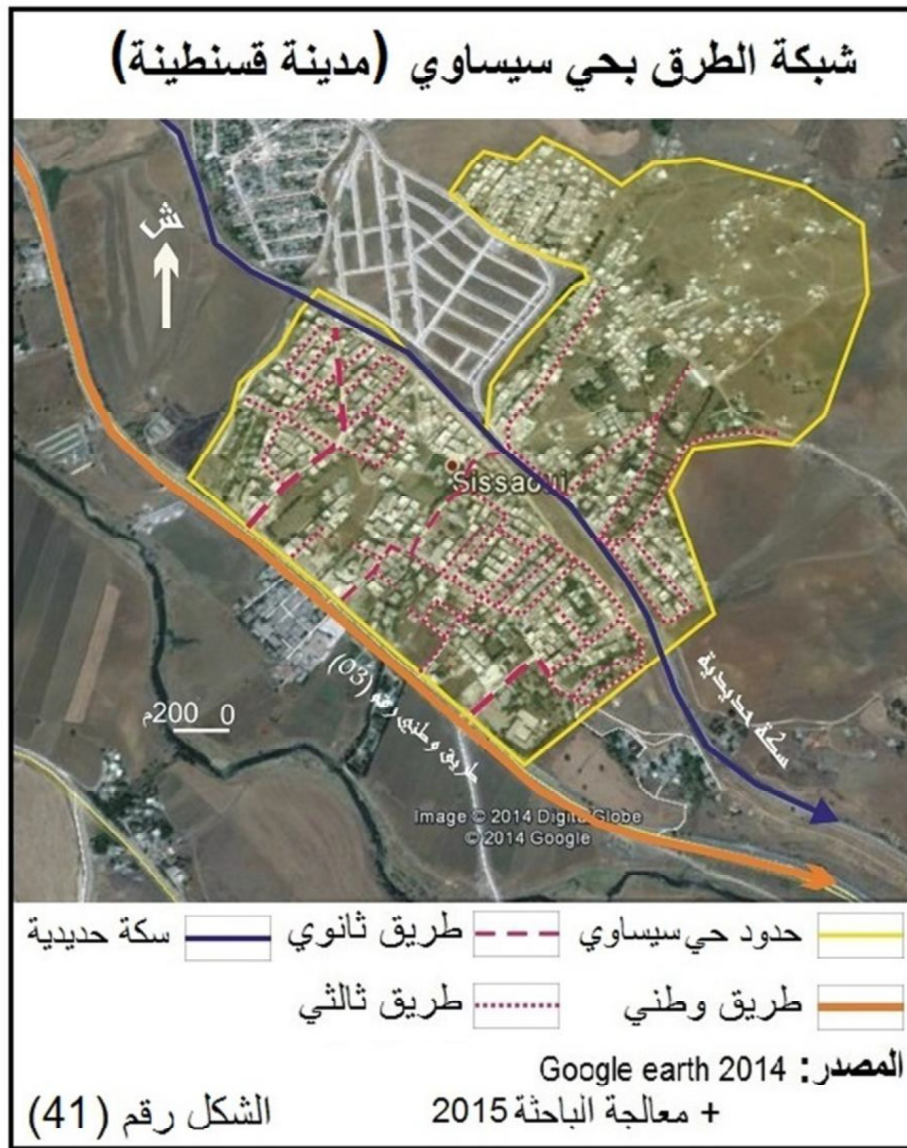 شبكة الطرق بحي سيساوي (مدينة قسنطينة)
ش
Sissaoui
سكة حديدية
طريق وطني رقم (03)
200م 0
Image © 2014 DigitalGlobe
© 2014 Google
حدود حي سيساوي
طريق ثانوي
سكة حديدية
طريق وطني
طريق ثالثي
المصدر: Google earth 2014
+ معالجة الباحثة 2015
الشكل رقم (41)